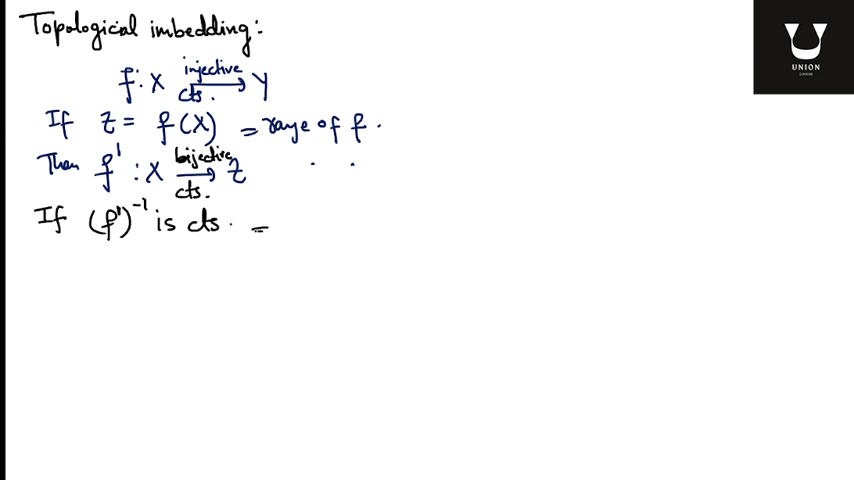 Topological imbedding:
f: X injective cts. → Y
If Z = f(X) = range of f.
Then f' : X bijective cts. → Z
If (f')⁻¹ is cts. =
UNION